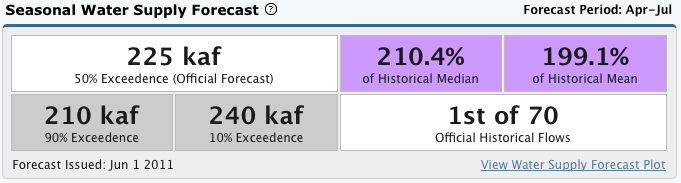 Seasonal Water Supply Forecast ?
Forecast Period: Apr-Jul
225 kaf
50% Exceedence (Official Forecast)
210.4%
of Historical Median
199.1%
of Historical Mean
210 kaf
90% Exceedence
240 kaf
10% Exceedence
1st of 70
Official Historical Flows
Forecast Issued: Jun 1 2011
View Water Supply Forecast Plot